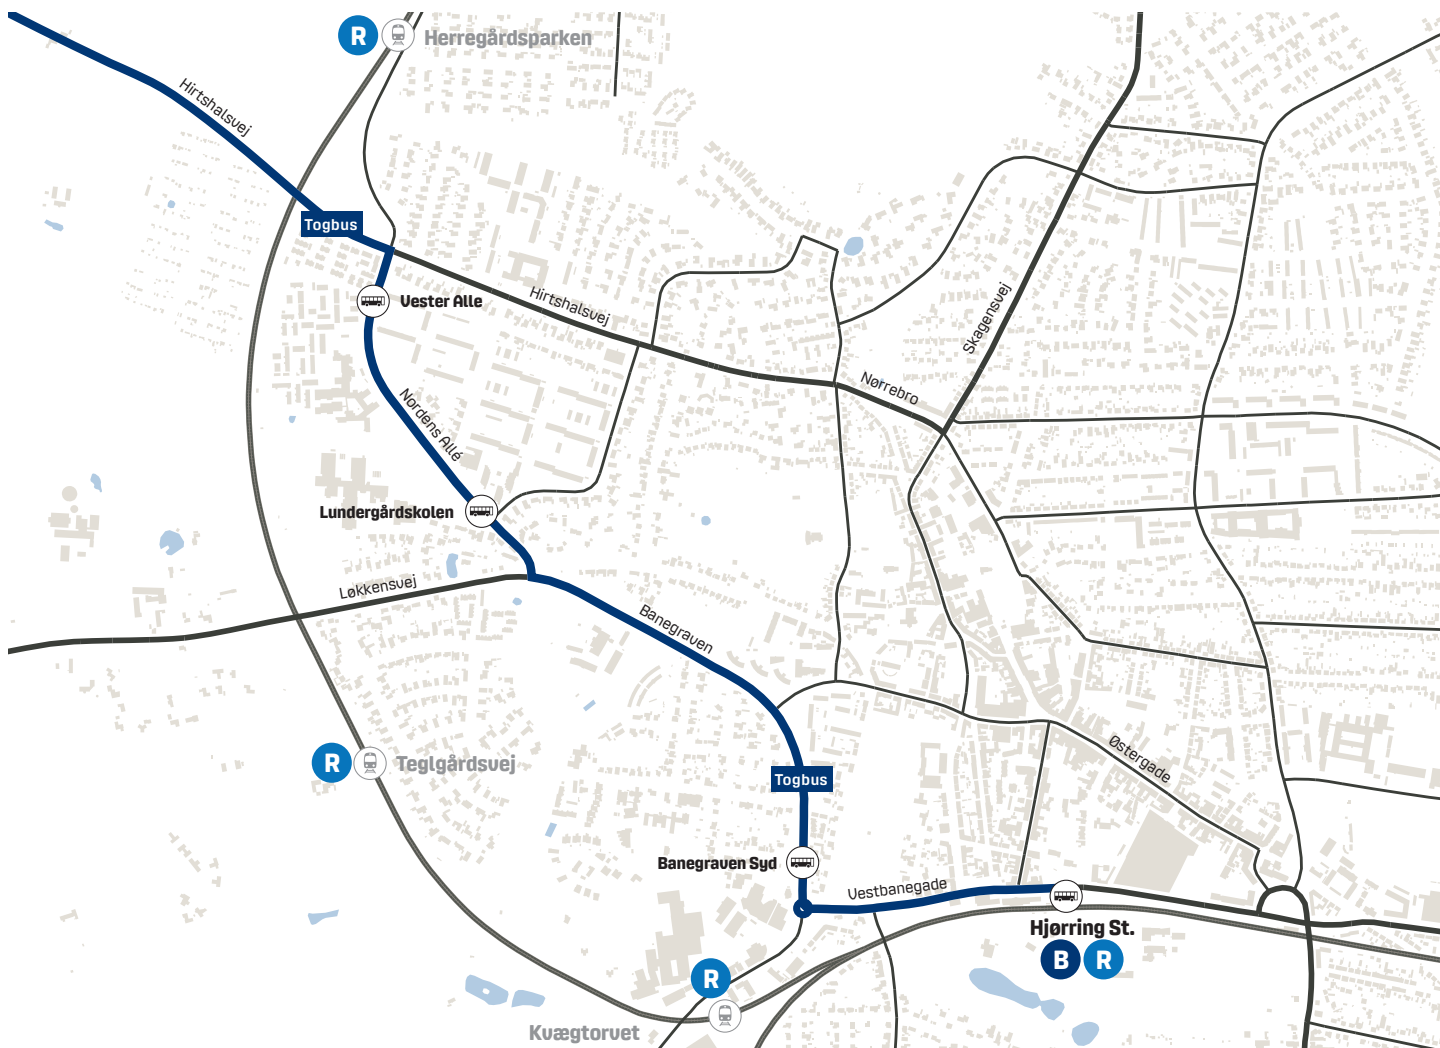 R
Herregårdsparken
Hirtshalsvej
Togbus
Vester Alle
Hirtshalsvej
Skagensvej
Nørrebro
Nordens Allé
Lundergårdskolen
Løkkensvej
Banegraven
R
Teglgårdsvej
Østergade
Togbus
Banegraven Syd
Vestbanegade
Hjørring St.
B R
R
Kvægtorvet